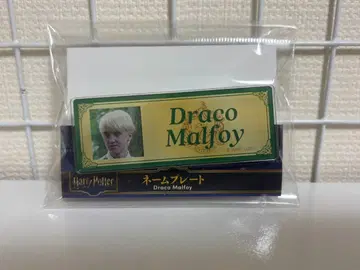 Draco
Malfoy
Harry Potter
ネームプレート
Draco Malfoy